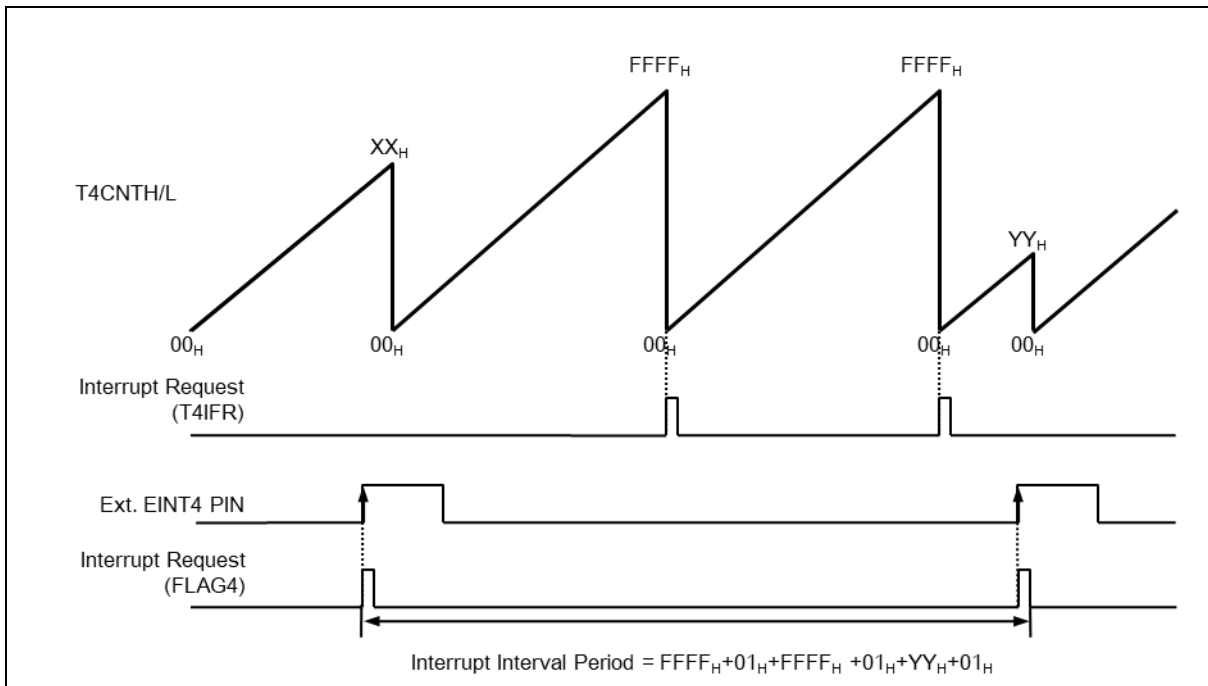 FFFFH FFFFH
XXH
T4CNTH/L
YYH
00H 00H 00H 00H 00H
Interrupt Request
(T4IFR)
Ext. EINT4 PIN
Interrupt Request
(FLAG4)
Interrupt Interval Period = FFFFH+01H+FFFFH +01H+YYH+01H